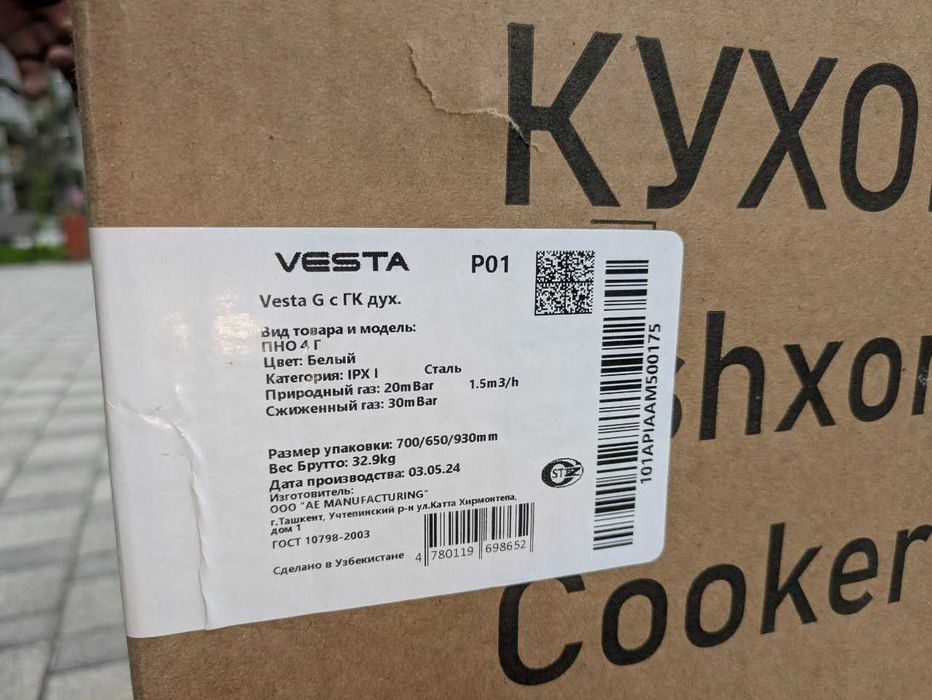 КУХО
VESTA P01
Vesta G с ГК дух.
Вид товара и модель:
ПНО 4 Г
Цвет: Белый
Категория: IPX I Сталь
Природный газ: 20mBar 1.5m3/h
Сжиженный газ: 30mBar
Размер упаковки: 700/650/930mm
Вес Брутто: 32.9kg
Дата производства: 03.05.24
Изготовитель:
ООО "AE MANUFACTURING"
г.Ташкент, Учтепинский р-н ул.Катта Хирмонтепа,
дом 1
ГОСТ 10798-2003
Сделано в Узбекистане
4 780119 698652
101APIAAM500175
shxon
Cooker